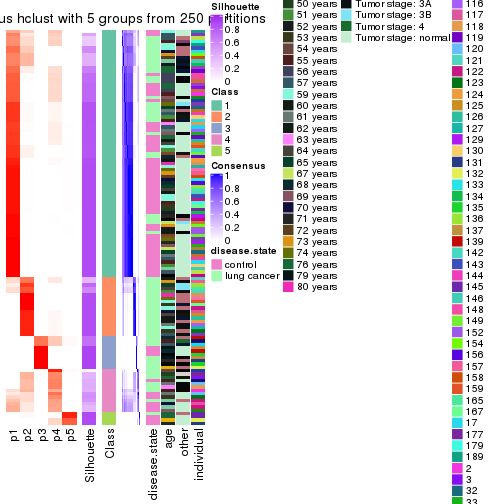 us hclust with 5 groups from 250 partitions
p1
p2
p3
p4
p5
Silhouette
Class
disease.state
age
other
individual
Silhouette
1
0.8
0.6
0.4
0.2
0
Class
1
2
3
4
5
Consensus
1
0.8
0.6
0.4
0.2
0
disease.state
control
lung cancer
50 years
51 years
52 years
53 years
54 years
55 years
56 years
57 years
59 years
60 years
61 years
62 years
63 years
64 years
65 years
67 years
68 years
69 years
70 years
71 years
72 years
73 years
74 years
76 years
79 years
80 years
Tumor stage: 3A
Tumor stage: 3B
Tumor stage: 4
Tumor stage: normal
116
117
118
119
120
121
122
123
124
125
126
127
129
130
131
132
133
134
135
136
137
139
142
143
144
145
146
148
149
152
154
156
157
158
159
165
167
17
177
179
189
2
3
32
33